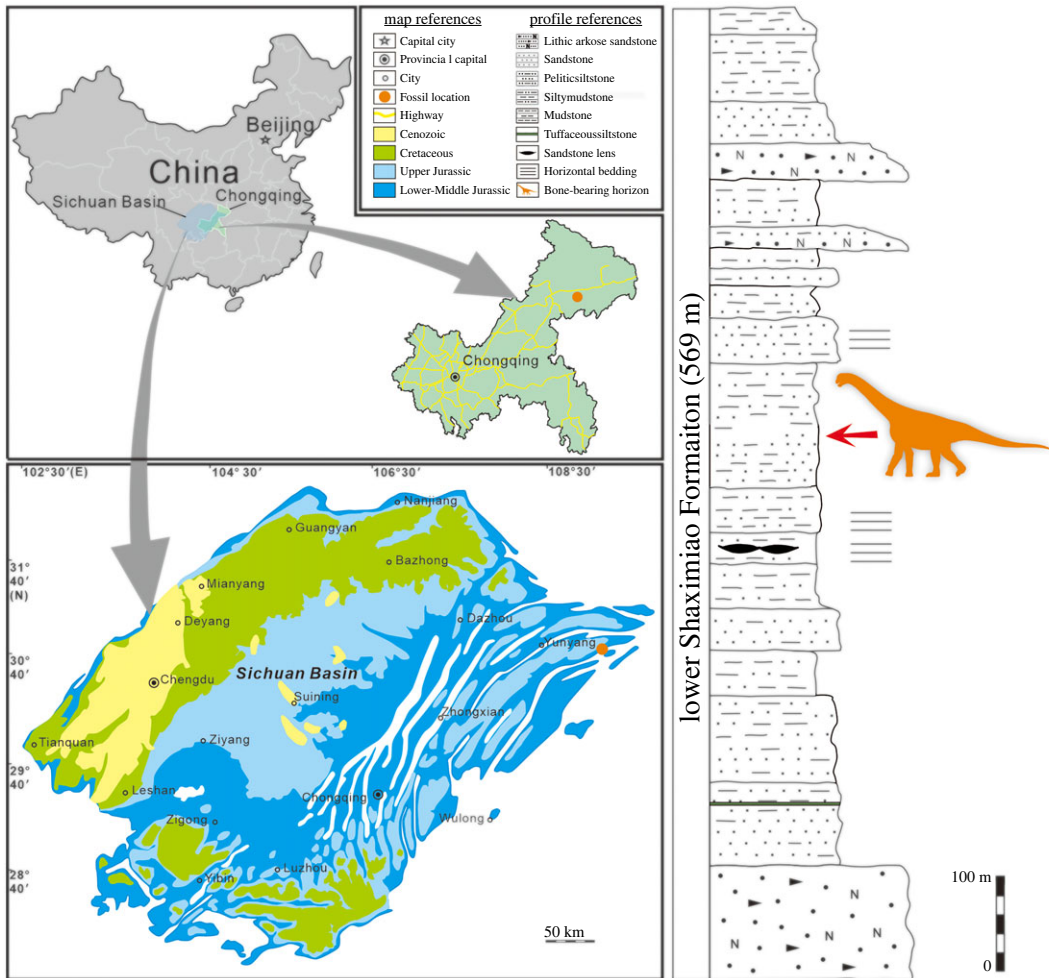 map references
Capital city
Provincia l capital
City
Fossil location
Highway
Cenozoic
Cretaceous
Upper Jurassic
Lower-Middle Jurassic
profile references
Lithic arkose sandstone
Sandstone
Peliticsiltstone
Siltymudstone
Mudstone
Tuffaceoussiltstone
Sandstone lens
Horizontal bedding
Bone-bearing horizon
Beijing
China
Sichuan Basin
Chongqing
Chongqing
102°30'(E)
104°30'
106°30'
108°30'
31°
40'
(N)
30°
40'
29°
40'
28°
40'
Nanjiang
Guangyan
Bazhong
Mianyang
Deyang
Dazhou
Yunyang
Sichuan Basin
Chengdu
Suining
Zhongxian
Tianquan
Ziyang
Leshan
Chongqing
Zigong
Wulong
Luzhou
Yibin
50 km
lower Shaximiao Formaiton (569 m)
N N
N
N N
N
N
N
N
N
100 m
0